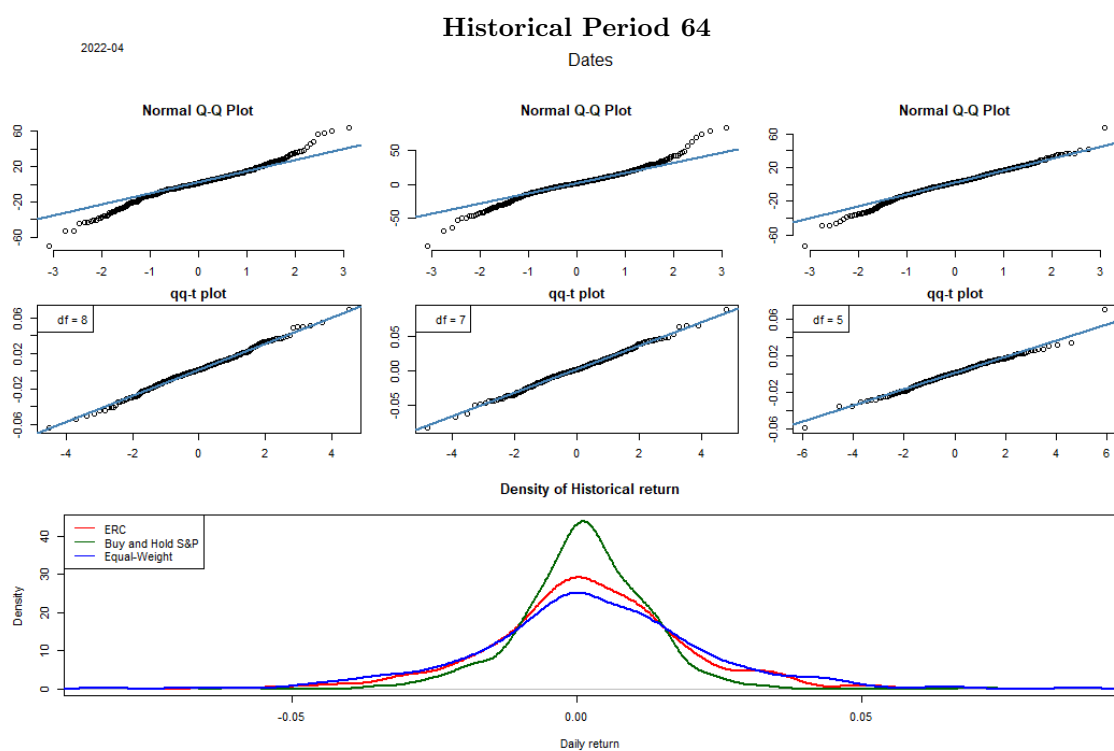 Historical Period 64
2022-04
Dates
Normal Q-Q Plot
Normal Q-Q Plot
Normal Q-Q Plot
60
20
-20
-60
50
0
-50
60
20
-20
-60
-3 -2 -1 0 1 2 3
-3 -2 -1 0 1 2 3
-3 -2 -1 0 1 2 3
qq-t plot
qq-t plot
qq-t plot
df = 8
df = 7
df = 5
0.06
0.02
-0.02
-0.06
0.05
0.00
-0.05
0.06
0.02
-0.02
-0.06
-4 -2 0 2 4
-4 -2 0 2 4
-6 -4 -2 0 2 4 6
Density of Historical return
ERC
Buy and Hold S&P
Equal-Weight
Density
40
30
20
10
0
-0.05 0.00 0.05
Daily return